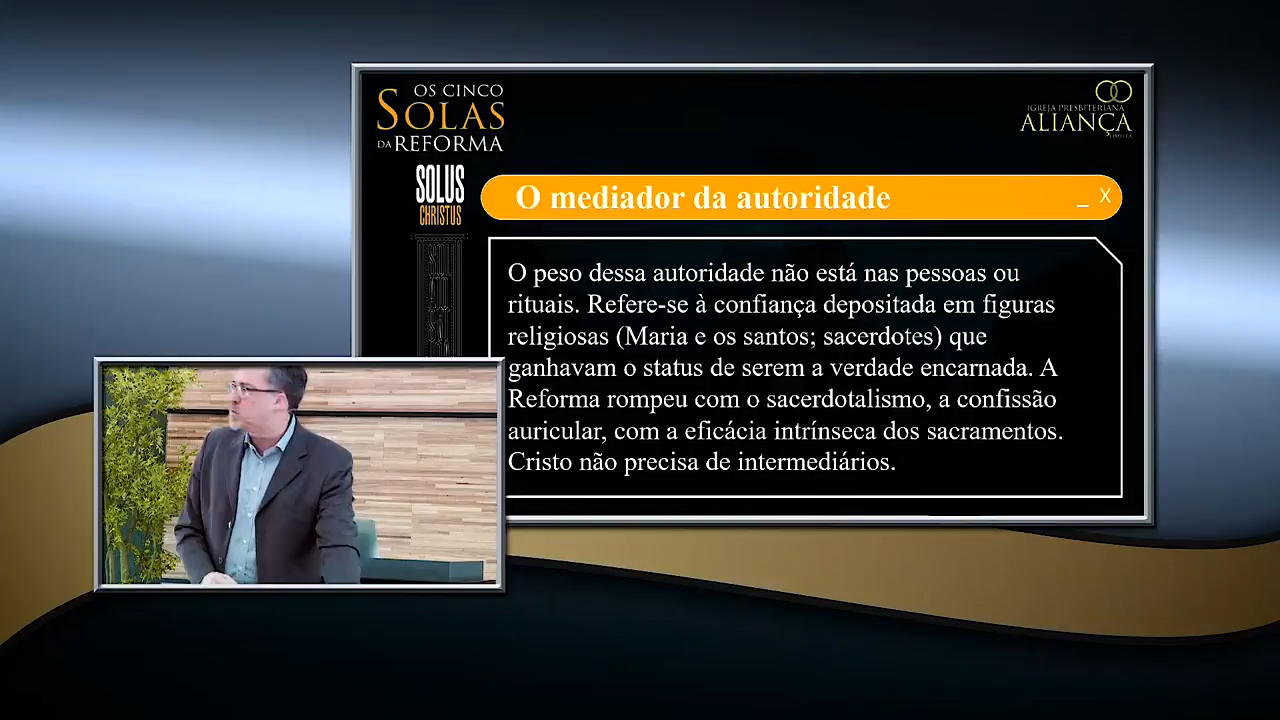 OS CINCO
SOLAS
DA REFORMA
IGREJA PRESBITERIANA
ALIANÇA
SOLUS
CHRISTUS
O mediador da autoridade
_ X
O peso dessa autoridade não está nas pessoas ou
rituais. Refere-se à confiança depositada em figuras
religiosas (Maria e os santos; sacerdotes) que
ganhavam o status de serem a verdade encarnada. A
Reforma rompeu com o sacerdotalismo, a confissão
auricular, com a eficácia intrínseca dos sacramentos.
Cristo não precisa de intermediários.